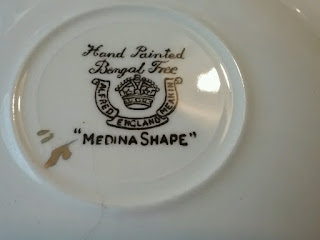 Hand Painted
Bengal Tree
ALFRED MEAKIN
ENGLAND
"MEDINA SHAPE"